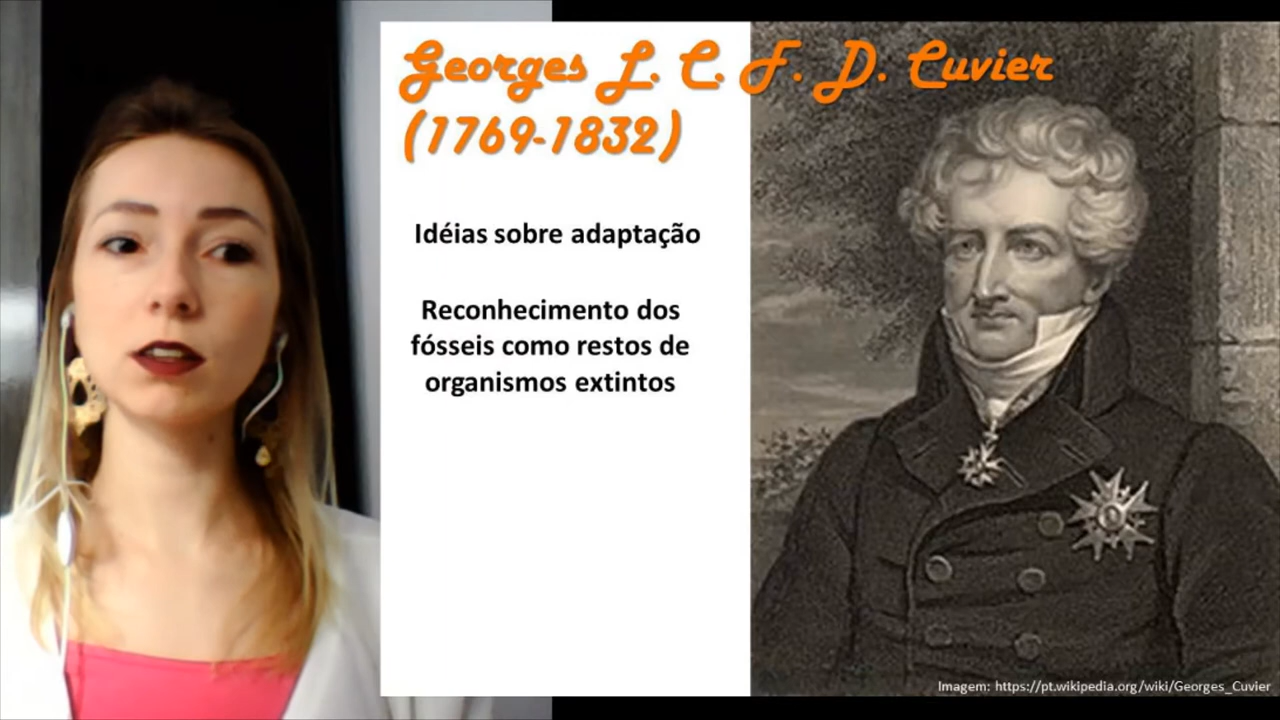 Georges L. C. F. D. Cuvier
(1769-1832)
Idéias sobre adaptação
Reconhecimento dos
fósseis como restos de
organismos extintos
Imagem: https://pt.wikipedia.org/wiki/Georges_Cuvier